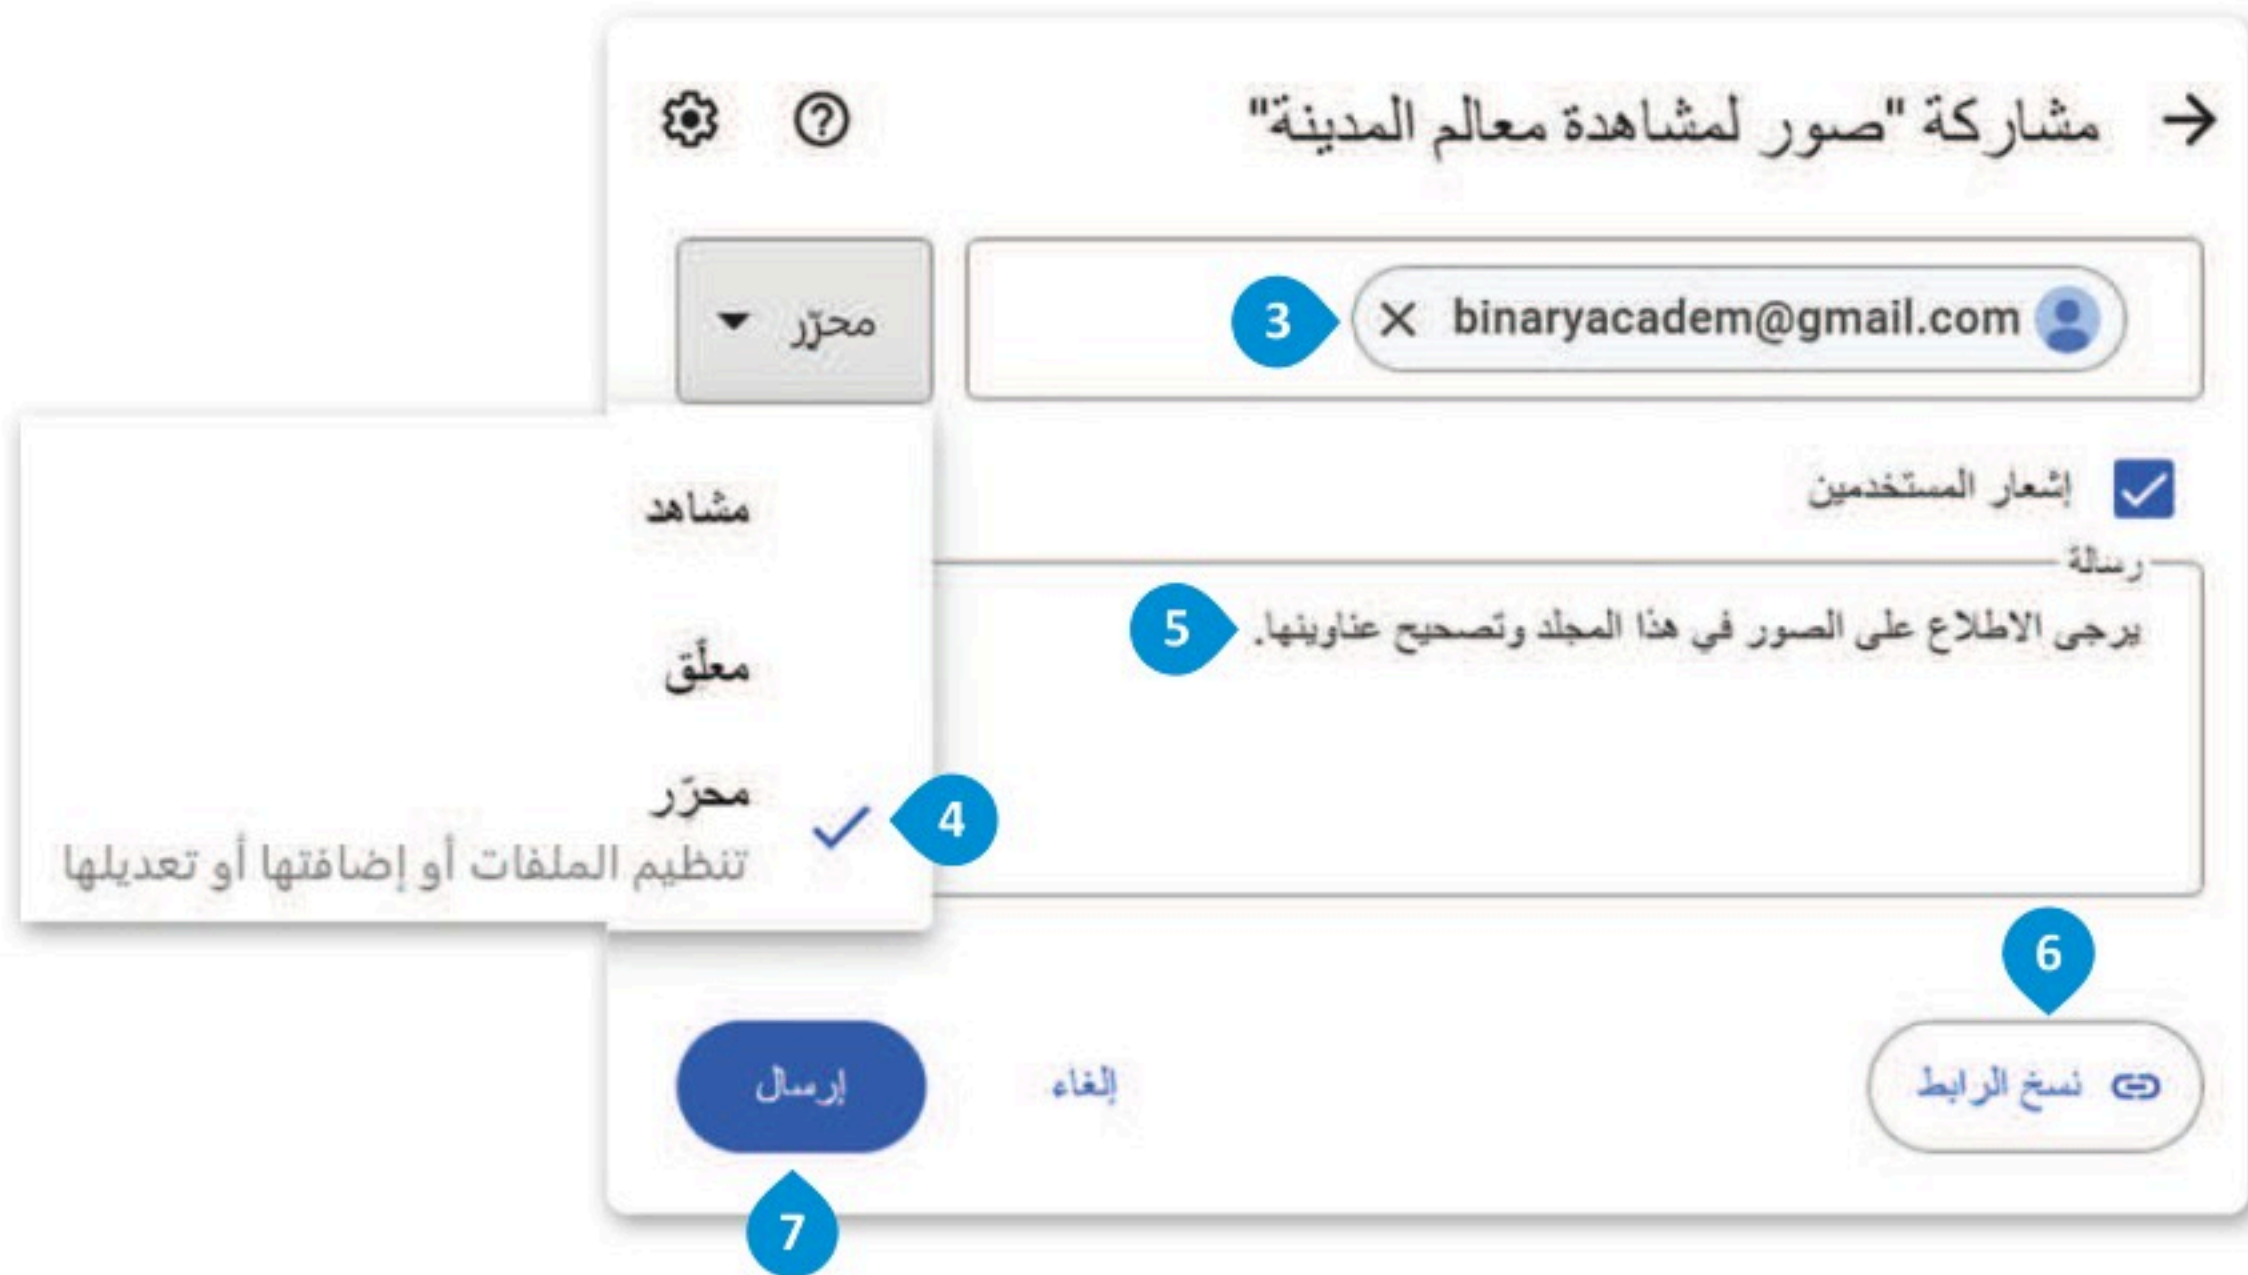 مشاركة "صور لمشاهدة معالم المدينة"
3 binaryacadem@gmail.com
محرّر
إشعار المستخدمين
رسالة
يرجى الاطلاع على الصور في هذا المجلد وتصحيح عناوينها.
5
مشاهد
معلّق
محرّر
4
تنظيم الملفات أو إضافتها أو تعديلها
6
نسخ الرابط
إلغاء
إرسال
7